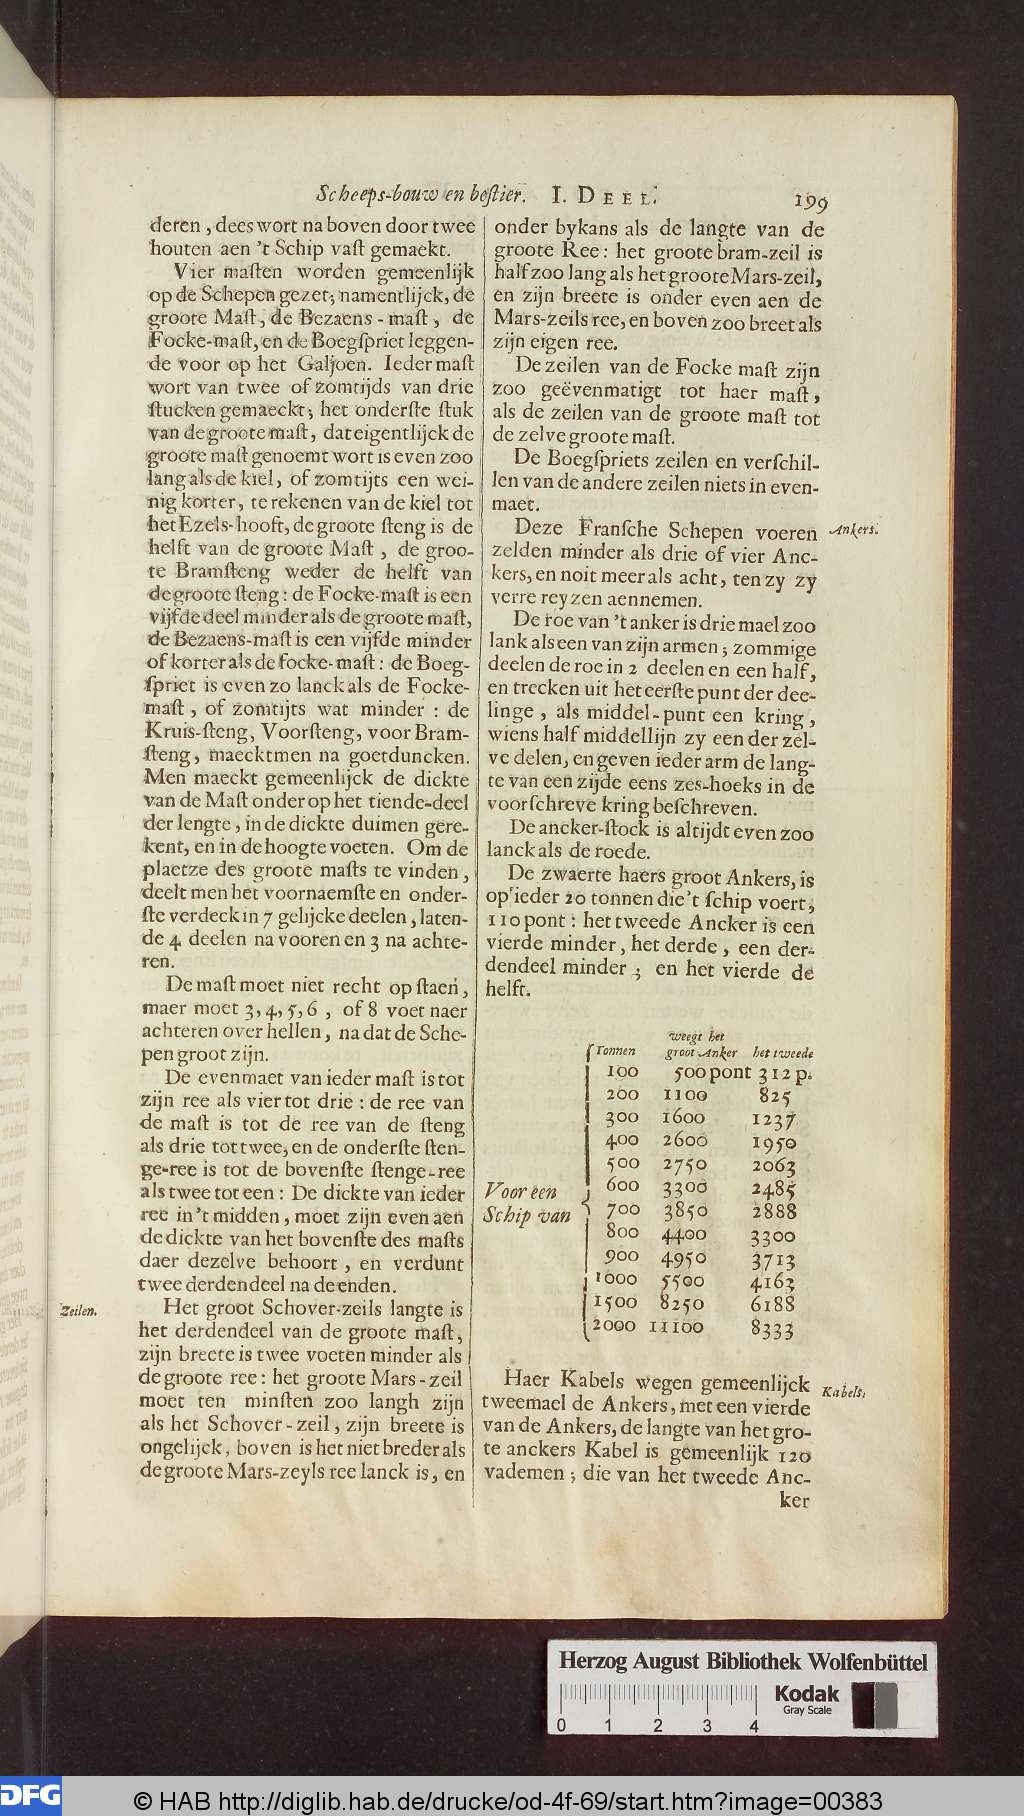 Scheeps-bouw en beſtier. I. DEEL. 199
deren, dees wort na boven door twee
houten aen 't Schip vaſt gemaekt.
Vier maſten worden gemeenlijk
op de Schepen gezet; namentlijck, de
groote Maſt, de Bezaens-maſt, de
Focke-maſt, en de Boegſpriet leggen-
de voor op het Galjoen. Ieder maſt
wort van twee of zomtijds van drie
ſtucken gemaeckt; het onderſte ſtuk
van de groote maſt, dat eigentlijck de
groote maſt genoemt wort is even zoo
lang als de kiel, of zomtijts een wei-
nig korter, te rekenen van de kiel tot
het Ezels-hooft, de groote ſteng is de
helft van de groote Maſt, de groo-
te Bramſteng weder de helft van
de groote ſteng: de Focke-maſt is een
vijfde deel minder als de groote maſt,
de Bezaens-maſt is een vijfde minder
of korter als de focke-maſt: de Boeg-
ſpriet is even zo lanck als de Focke-
maſt, of zomtijts wat minder: de
Kruis-ſteng, Voorſteng, voor Bram-
ſteng, maecktmen na goetduncken.
Men maeckt gemeenlijck de dickte
van de Maſt onder op het tiende-deel
der lengte, in de dickte duimen gere-
kent, en in de hoogte voeten. Om de
plaetze des groote maſts te vinden,
deelt men het voornaemſte en onder-
ſte verdeck in 7 gelijcke deelen, laten-
de 4 deelen na vooren en 3 na achte-
ren.
De maſt moet niet recht op ſtaen,
maer moet 3, 4, 5, 6, of 8 voet naer
achteren over hellen, na dat de Sche-
pen groot zijn.
De evenmaet van ieder maſt is tot
zijn ree als vier tot drie: de ree van
de maſt is tot de ree van de ſteng
als drie tot twee, en de onderſte ſten-
ge-ree is tot de bovenſte ſtenge-ree
als twee tot een: De dickte van ieder
ree in 't midden, moet zijn even aen
de dickte van het bovenſte des maſts
daer dezelve behoort, en verdunt
twee derdendeel na de enden.
Zeilen.
Het groot Schover-zeils langte is
het derdendeel van de groote maſt,
zijn breete is twee voeten minder als
de groote ree: het groote Mars-zeil
moet ten minſten zoo langh zijn
als het Schover-zeil, zijn breete is
ongelijck, boven is het niet breder als
de groote Mars-zeyls ree lanck is, en
onder bykans als de langte van de
groote Ree: het groote bram-zeil is
half zoo lang als het groote Mars-zeil,
en zijn breete is onder even aen de
Mars-zeils ree, en boven zoo breet als
zijn eigen ree.
De zeilen van de Focke maſt zijn
zoo geëvenmatigt tot haer maſt,
als de zeilen van de groote maſt tot
de zelve groote maſt.
De Boegſpriets zeilen en verſchil-
len van de andere zeilen niets in even-
maet.
Deze Franſche Schepen voeren
Ankers.
zelden minder als drie of vier Anc-
kers, en noit meer als acht, ten zy zy
verre reyzen aennemen.
De roe van 't anker is drie mael zoo
lank als een van zijn armen; zommige
deelen de roe in 2 deelen en een half,
en trecken uit het eerſte punt der dee-
linge, als middel-punt een kring,
wiens half middellijn zy een der zel-
ve delen, en geven ieder arm de lang-
te van een zijde eens zes-hoeks in de
voorſchreve kring beſchreven.
De ancker-ſtock is altijdt even zoo
lanck als de roede.
De zwaerte haers groot Ankers, is
op ieder 20 tonnen die 't ſchip voert,
110 pont: het tweede Ancker is een
vierde minder, het derde, een der-
dendeel minder; en het vierde de
helft.
weegt het
Tonnen groot Anker het tweede
100 500 pont 312 p.
200 1100 825
300 1600 1237
400 2600 1950
500 2750 2063
Voor een 600 3300 2485
Schip van 700 3850 2888
800 4400 3300
900 4950 3713
1000 5500 4163
1500 8250 6188
2000 11100 8333
Haer Kabels wegen gemeenlijck
Kabels.
tweemael de Ankers, met een vierde
van de Ankers, de langte van het gro-
te anckers Kabel is gemeenlijk 120
vademen; die van het tweede Anc-
ker
Herzog August Bibliothek Wolfenbüttel
Kodak
Gray Scale
0 1 2 3 4
DFG
© HAB http://diglib.hab.de/drucke/od-4f-69/start.htm?image=00383